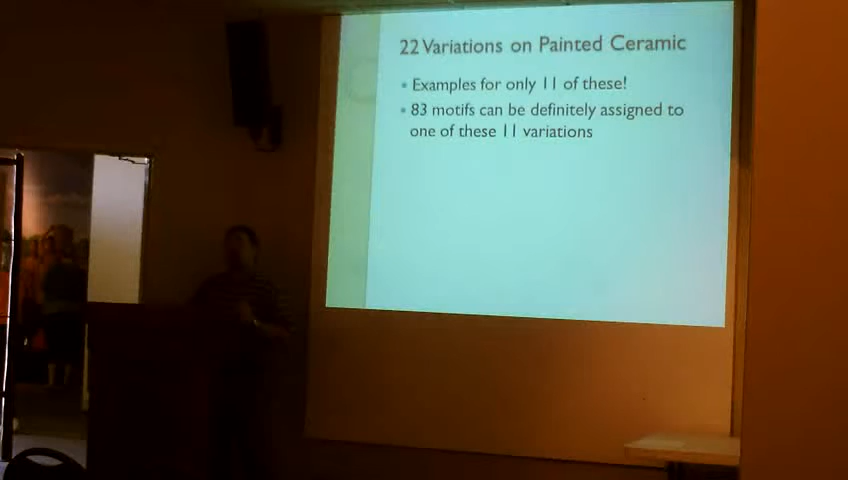 22 Variations on Painted Ceramic
• Examples for only 11 of these!
• 83 motifs can be definitely assigned to
one of these 11 variations